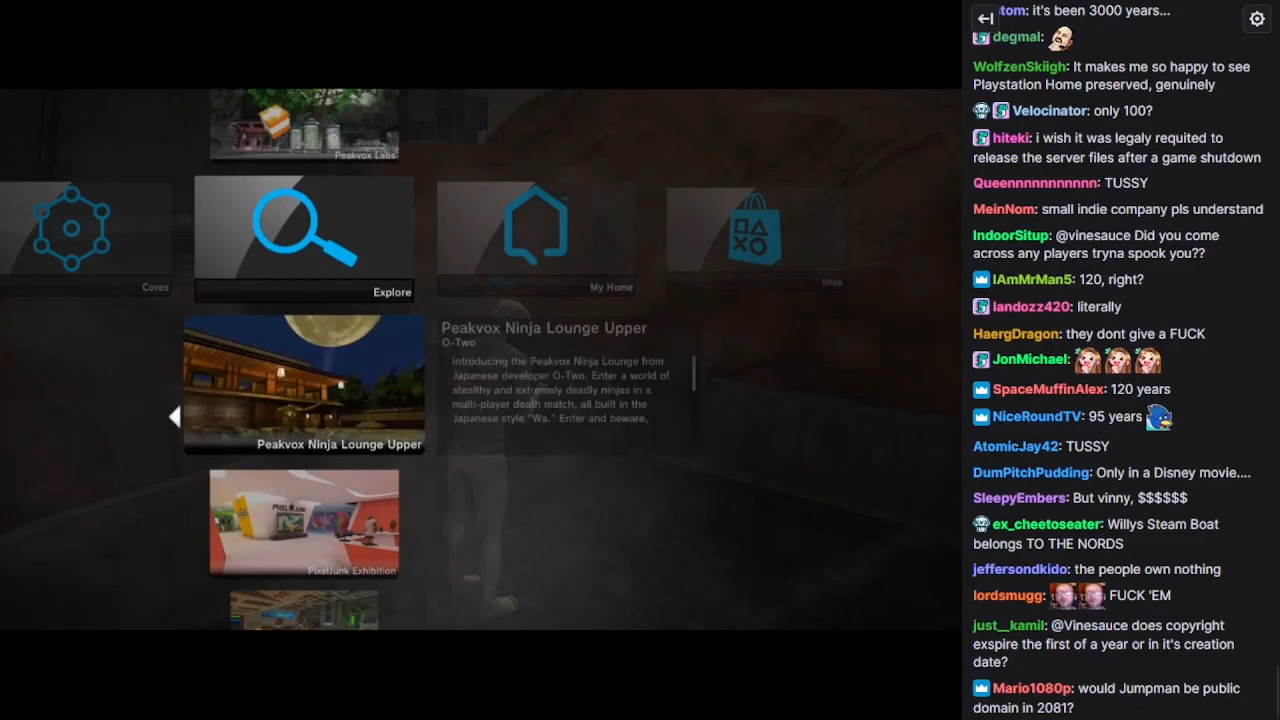 Peakvox Labs
Cores
Explore
My Home
Shop
Peakvox Ninja Lounge Upper
Peakvox Ninja Lounge Upper
O-Two
Introducing the Peakvox Ninja Lounge from
Japanese developer O-Two. Enter a world of
stealthy and extremely deadly ninjas in a
multi-player death match, all built in the
Japanese style "Wa." Enter and beware,
PIXELJUNK
PixelJunk Exhibition
tom: it's been 3000 years...
degmal:
WolfzenSkiigh: It makes me so happy to see
Playstation Home preserved, genuinely
Velocinator: only 100?
hiteki: i wish it was legaly requited to
release the server files after a game shutdown
Queennnnnnnnnnn: TUSSY
MeinNom: small indie company pls understand
IndoorSitup: @vinesauce Did you come
across any players tryna spook you??
IAmMrMan5: 120, right?
landozz420: literally
HaergDragon: they dont give a FUCK
JonMichael:
SpaceMuffinAlex: 120 years
NiceRoundTV: 95 years
AtomicJay42: TUSSY
DumPitchPudding: Only in a Disney movie....
SleepyEmbers: But vinny, $$$$$$
ex_cheetoseater: Willys Steam Boat
belongs TO THE NORDS
jeffersondkido: the people own nothing
lordsmugg: FUCK 'EM
just__kamil: @Vinesauce does copyright
exspire the first of a year or in it's creation
date?
Mario1080p: would Jumpman be public
domain in 2081?